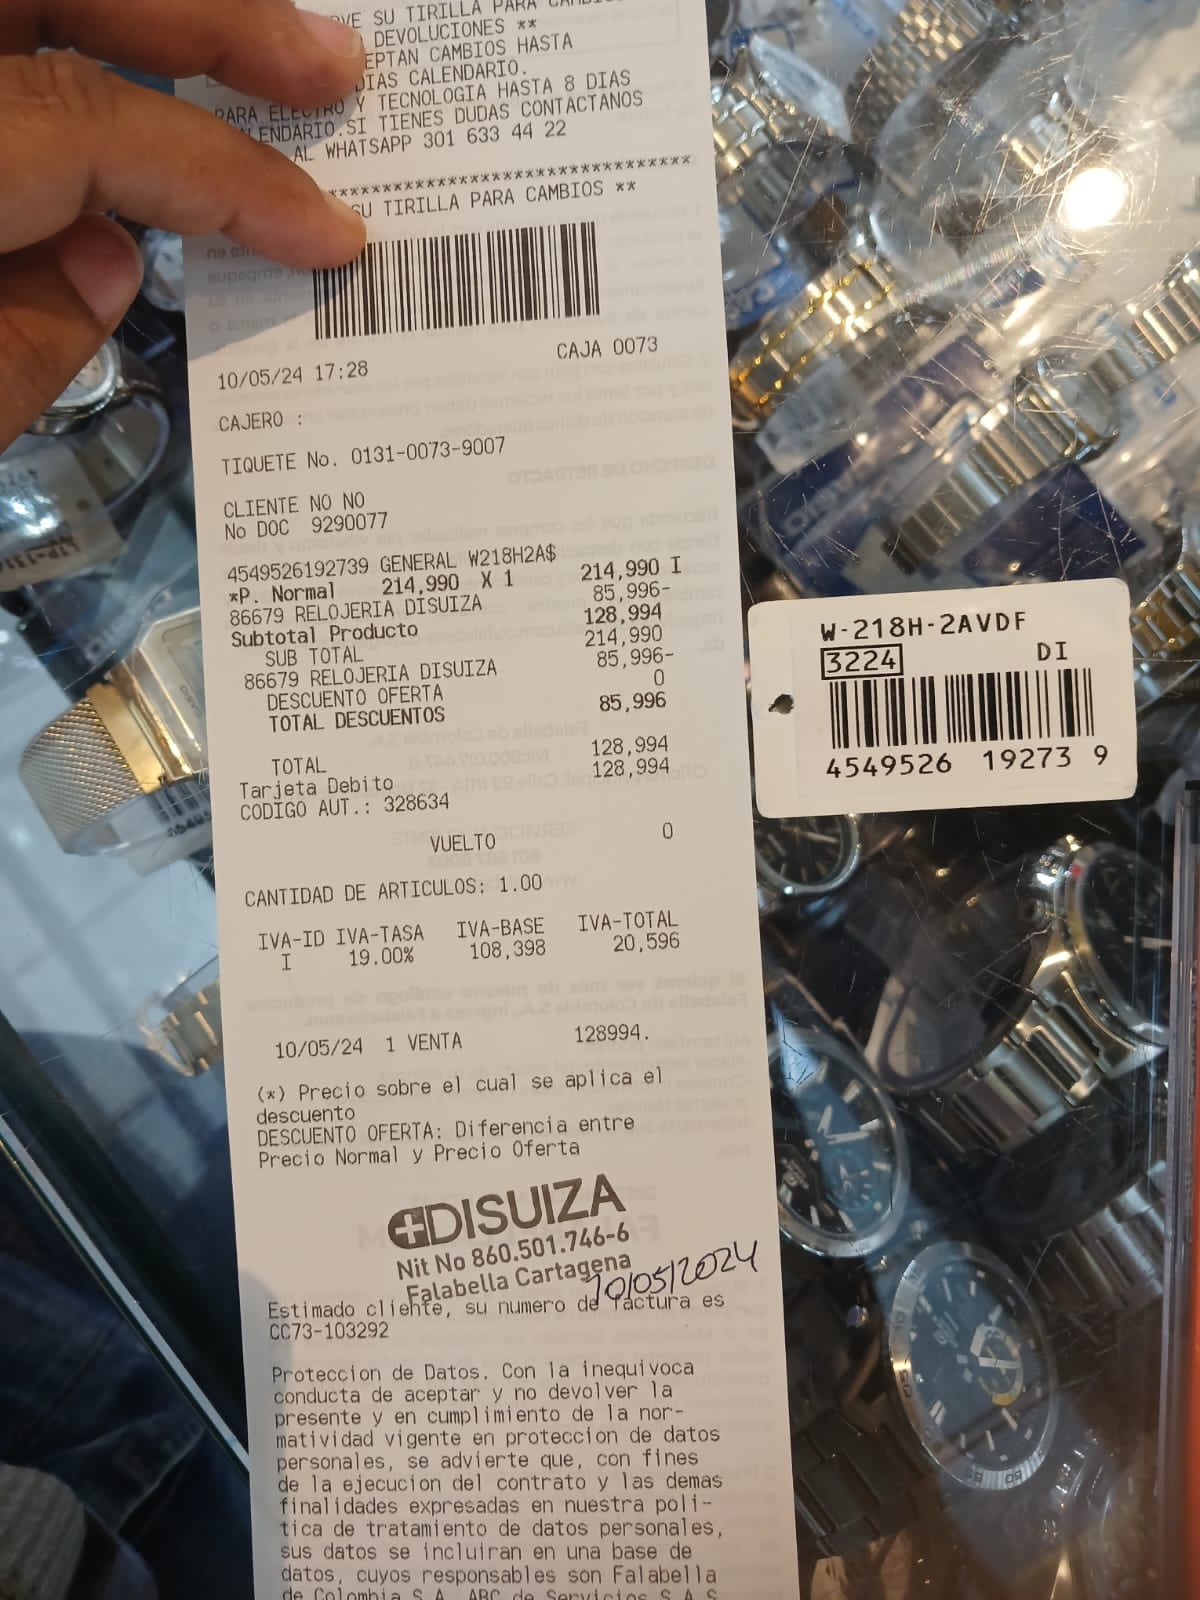 SU TIRILLA PARA
DEVOLUCIONES **
CAMBIOS HASTA
DIAS CALENDARIO.
PARA ELECTRO Y TECNOLOGIA HASTA 8 DIAS
SI TIENES DUDAS CONTACTANOS
AL WHATSAPP 301 633 44 22
SU TIRILLA PARA CAMBIOS **
10/05/24 17:28 CAJA 0073
CAJERO :
TIQUETE No. 0131-0073-9007
CLIENTE NO NO
No DOC 9290077
4549526192739 GENERAL W218H2A$
*P. Normal 214,990 X 1 214,990 I
86679 RELOJERIA DISUIZA 85,996-
Subtotal Producto 128,994
SUB TOTAL 214,990
86679 RELOJERIA DISUIZA 85,996-
DESCUENTO OFERTA 0
TOTAL DESCUENTOS 85,996
TOTAL 128,994
Tarjeta Debito 128,994
CODIGO AUT.: 328634
VUELTO 0
CANTIDAD DE ARTICULOS: 1.00
IVA-ID IVA-TASA IVA-BASE IVA-TOTAL
I 19.00% 108,398 20,596
10/05/24 1 VENTA 128994.
(*) Precio sobre el cual se aplica el
descuento
DESCUENTO OFERTA: Diferencia entre
Precio Normal y Precio Oferta
DISUIZA
Nit No 860.501.746-6
Falabella Cartagena
10/05/2024
Estimado cliente, su numero de factura es
CC73-103292
Proteccion de Datos. Con la inequivoca
conducta de aceptar y no devolver la
presente y en cumplimiento de la nor-
matividad vigente en proteccion de datos
personales, se advierte que, con fines
de la ejecucion del contrato y las demas
finalidades expresadas en nuestra poli-
tica de tratamiento de datos personales,
sus datos se incluiran en una base de
datos, cuyos responsables son Falabella
de Colombia S.A. ABC de Servicios S.A.S
W-218H-2AVDF
3224 DI
4549526 19273 9